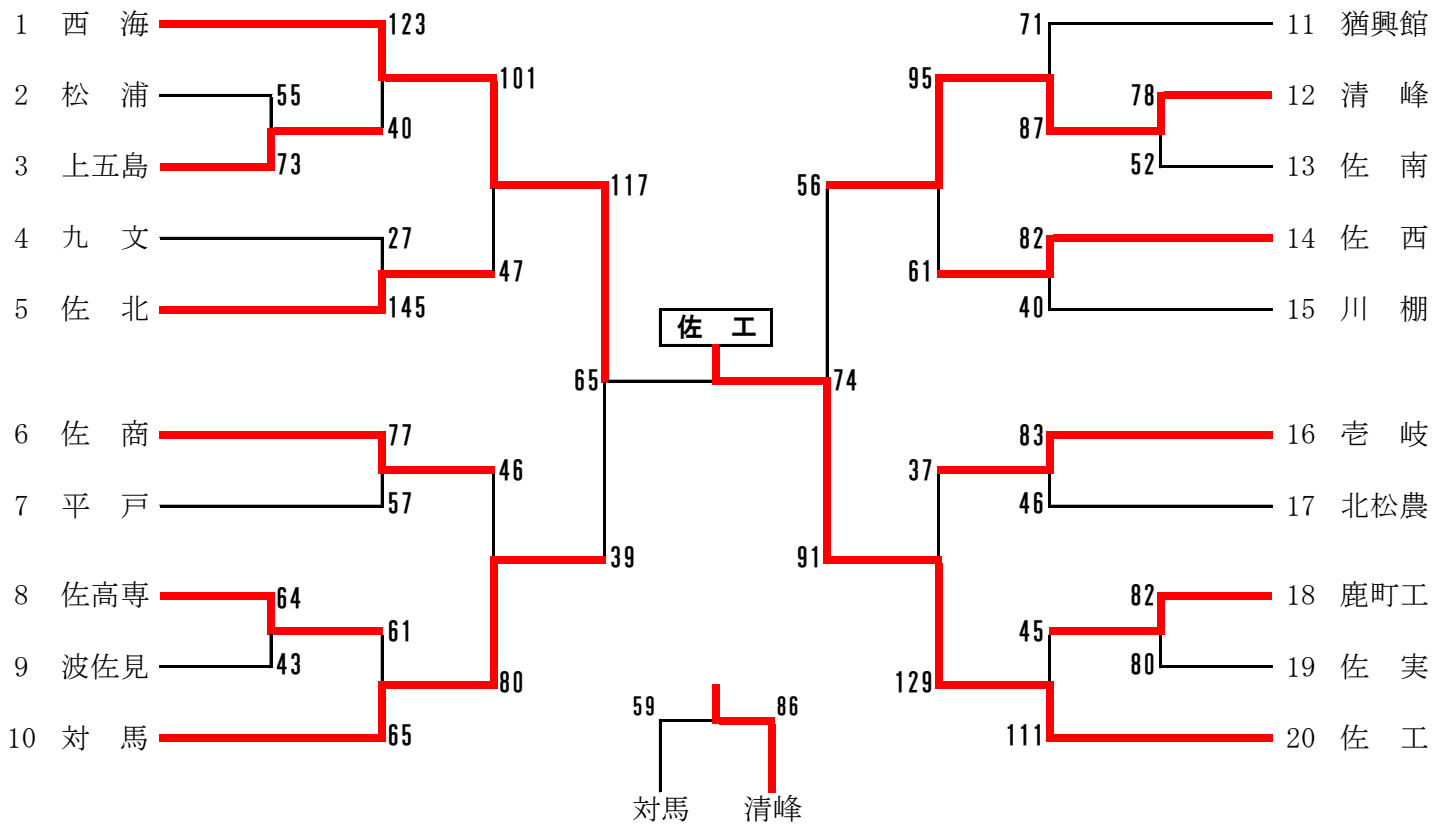 1 西 海 123 71 11 猶興館
101 95
2 松 浦 55 78 12 清 峰
40 87
3 上五島 73 52 13 佐 南
117 56
4 九 文 27 82 14 佐 西
47 61
5 佐 北 145 40 15 川 棚
佐 工
65 74
6 佐 商 77 83 16 壱 岐
46 37
7 平 戸 57 46 17 北松農
39 91
8 佐高専 64 82 18 鹿町工
61 45
9 波佐見 43 80 19 佐 実
80 129
59 86
10 対 馬 65 111 20 佐 工
対馬 清峰